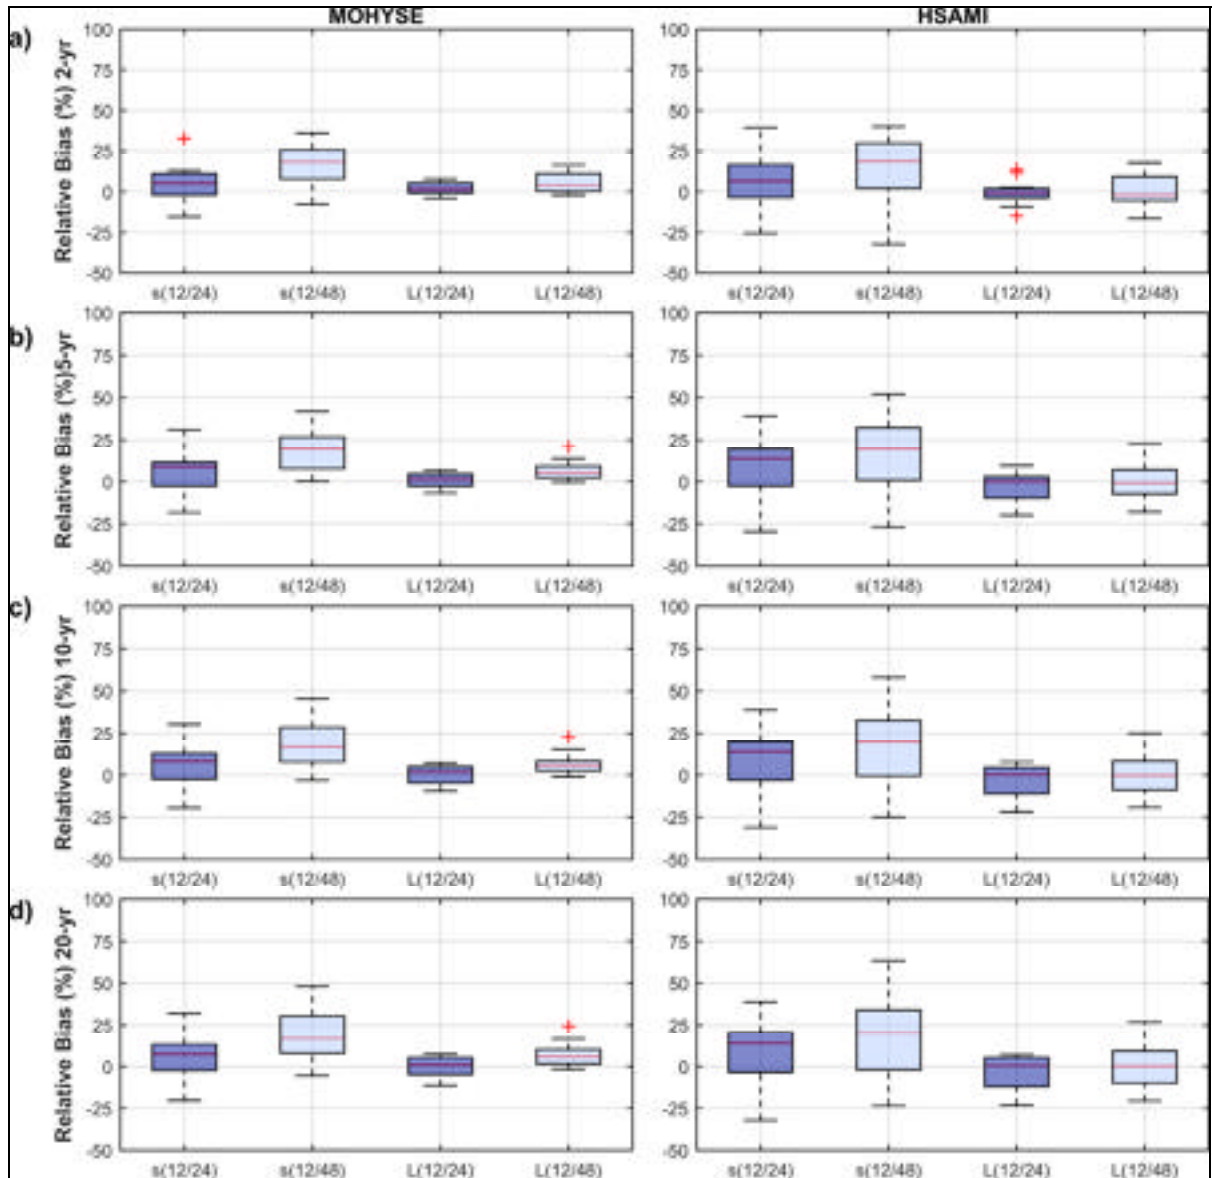 MOHYSE HSAMI
a)
Relative Bias (%) 2-yr
100 100
75 75
50 50
25 25
0 0
-25 -25
-50 -50
s(12/24) s(12/48) L(12/24) L(12/48) s(12/24) s(12/48) L(12/24) L(12/48)
b)
Relative Bias (%)5-yr
100 100
75 75
50 50
25 25
0 0
-25 -25
-50 -50
s(12/24) s(12/48) L(12/24) L(12/48) s(12/24) s(12/48) L(12/24) L(12/48)
c)
Relative Bias (%) 10-yr
100 100
75 75
50 50
25 25
0 0
-25 -25
-50 -50
s(12/24) s(12/48) L(12/24) L(12/48) s(12/24) s(12/48) L(12/24) L(12/48)
d)
Relative Bias (%) 20-yr
100 100
75 75
50 50
25 25
0 0
-25 -25
-50 -50
s(12/24) s(12/48) L(12/24) L(12/48) s(12/24) s(12/48) L(12/24) L(12/48)